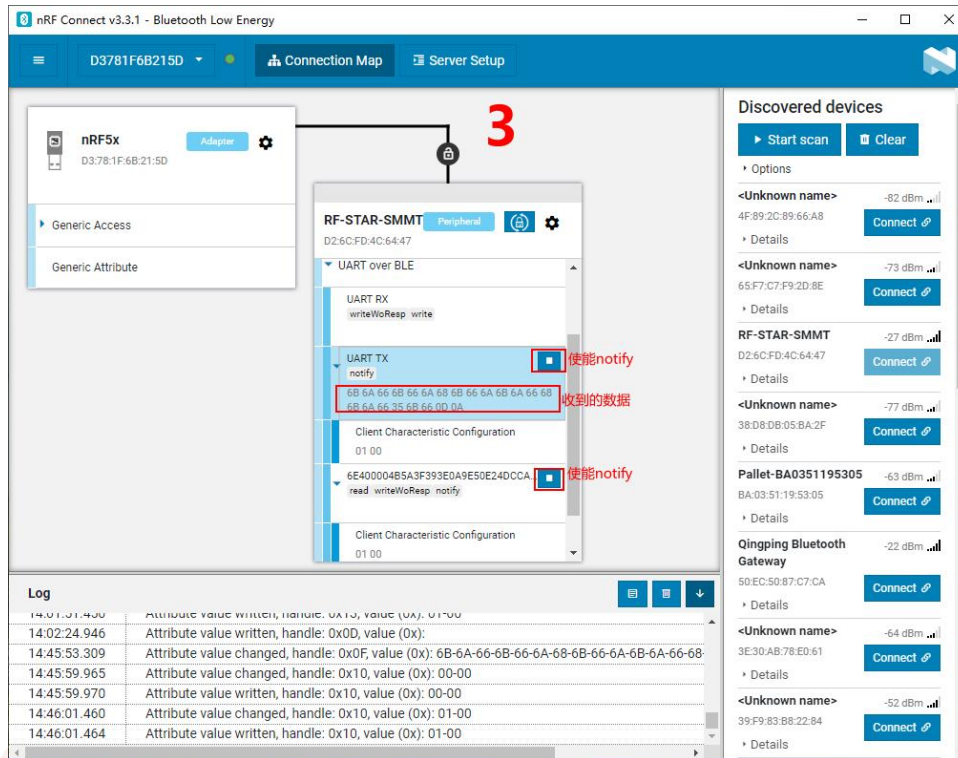 nRF Connect v3.3.1 - Bluetooth Low Energy
D3781F6B215D
Connection Map
Server Setup
3
nRF5x
Adapter
D3:78:1F:6B:21:5D
Generic Access
Generic Attribute
RF-STAR-SMMT
Peripheral
D2:6C:FD:4C:64:47
UART over BLE
UART RX
writeWoResp write
UART TX
使能notify
notify
6B 6A 66 6B 66 6A 68 6B 66 6A 6B 6A 66 68
6B 6A 66 35 6B 66 0D 0A
收到的数据
Client Characteristic Configuration
01 00
6E400004B5A3F393E0A9E50E24DCCA...
使能notify
read writeWoResp notify
Client Characteristic Configuration
01 00
Discovered devices
Start scan
Clear
Options
<Unknown name> -82 dBm
4F:89:2C:89:66:A8
Connect
Details
<Unknown name> -73 dBm
65:F7:C7:F9:2D:8E
Connect
Details
RF-STAR-SMMT -27 dBm
D2:6C:FD:4C:64:47
Connect
Details
<Unknown name> -77 dBm
38:D8:DB:05:BA:2F
Connect
Details
Pallet-BA0351195305 -63 dBm
BA:03:51:19:53:05
Connect
Details
Qingping Bluetooth -22 dBm
Gateway
50:EC:50:87:C7:CA
Connect
Details
<Unknown name> -64 dBm
3E:30:AB:78:E0:61
Connect
Details
<Unknown name> -52 dBm
39:F9:83:B8:22:84
Connect
Details
Log
14:01:51.450 Attribute value written, handle: 0x13, value (0x): 01-00
14:02:24.946 Attribute value written, handle: 0x0D, value (0x):
14:45:53.309 Attribute value changed, handle: 0x0F, value (0x): 6B-6A-66-6B-66-6A-68-6B-66-6A-6B-6A-66-68-
14:45:59.965 Attribute value changed, handle: 0x10, value (0x): 00-00
14:45:59.970 Attribute value written, handle: 0x10, value (0x): 00-00
14:46:01.460 Attribute value changed, handle: 0x10, value (0x): 01-00
14:46:01.464 Attribute value written, handle: 0x10, value (0x): 01-00